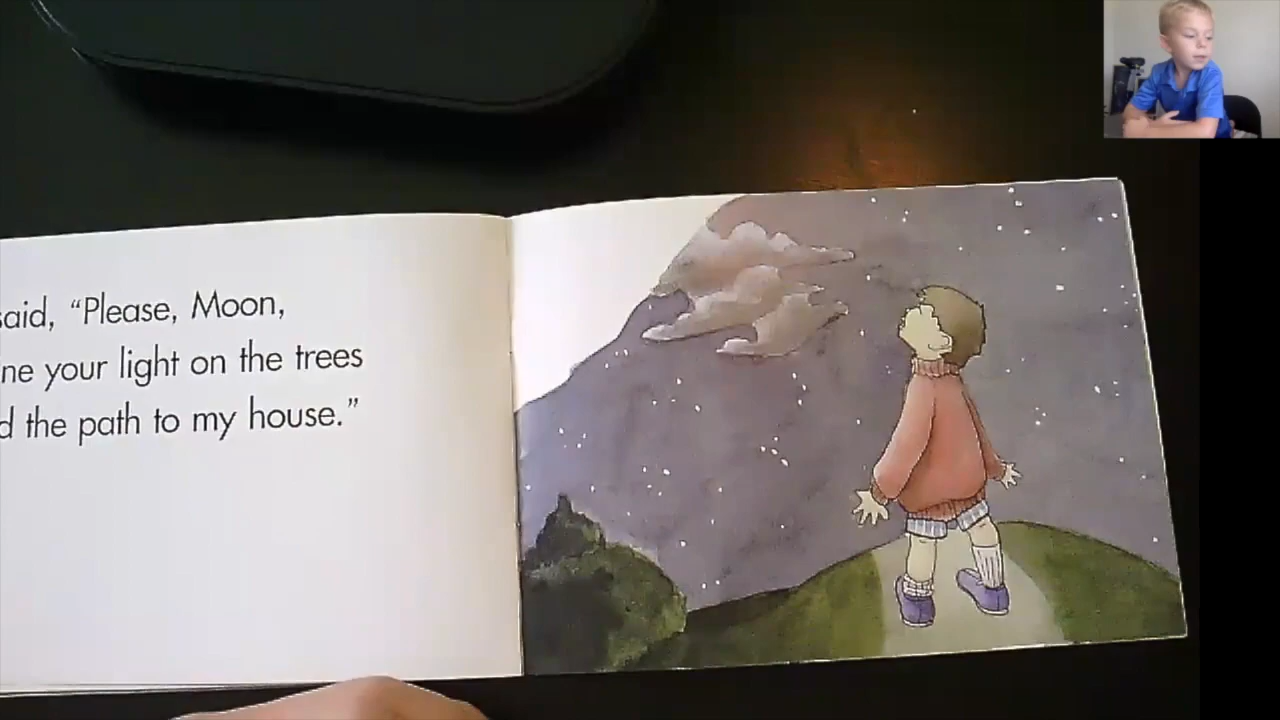 said, “Please, Moon,
ne your light on the trees
d the path to my house.”